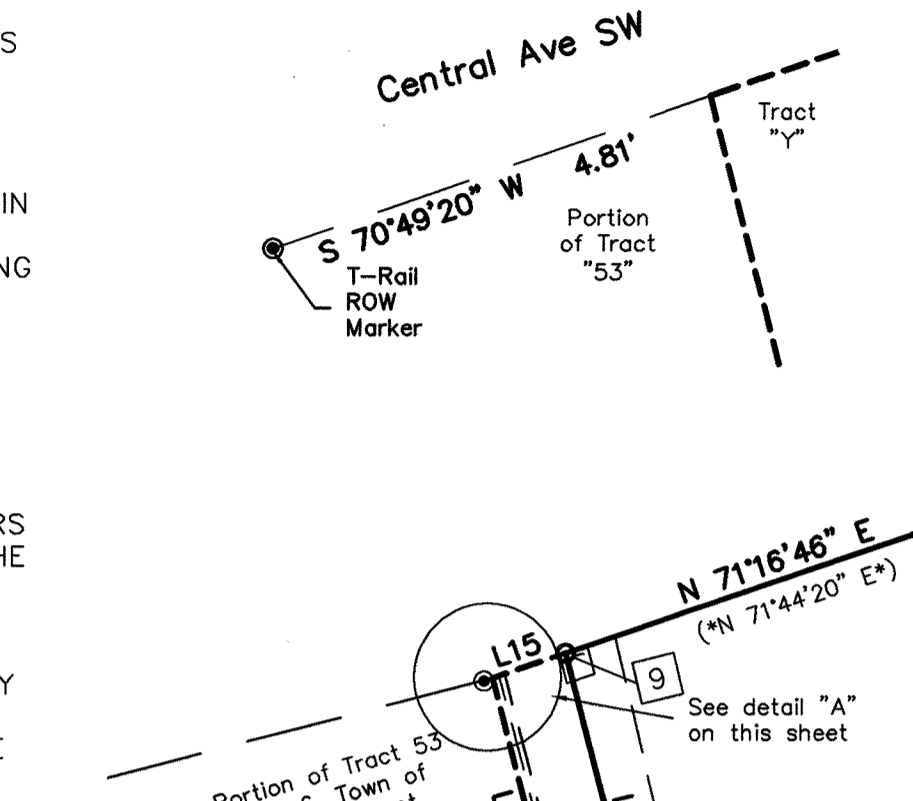 S
Central Ave SW
Tract
"Y"
IN
S 70°49'20" W 4.81'
Portion
of Tract
"53"
NG
T-Rail
ROW
Marker
RS
HE
N 71°16'46" E
(*N 71°44'20" E*)
L15
9
Y
See detail "A"
on this sheet
E
Portion of Tract 53
Town of